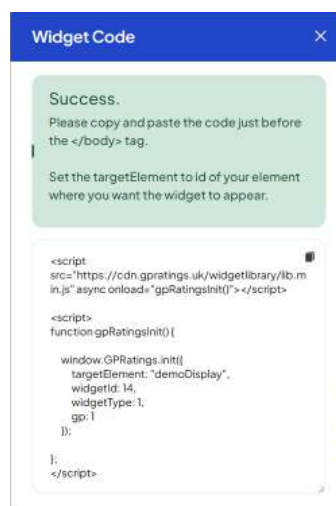 Widget Code
Success.
Please copy and paste the code just before
the </body> tag.
Set the targetElement to id of your element
where you want the widget to appear.
<script
src="https://cdn.gpratings.uk/widgetlibrary/lib.m
in.js" async onload="gpRatingsInit()"></script>
<script>
function gpRatingsInit() {
window.GPRatings.init({
targetElement: "demoDisplay",
widgetId: 14,
widgetType: 1,
gp: 1
});
};
</script>